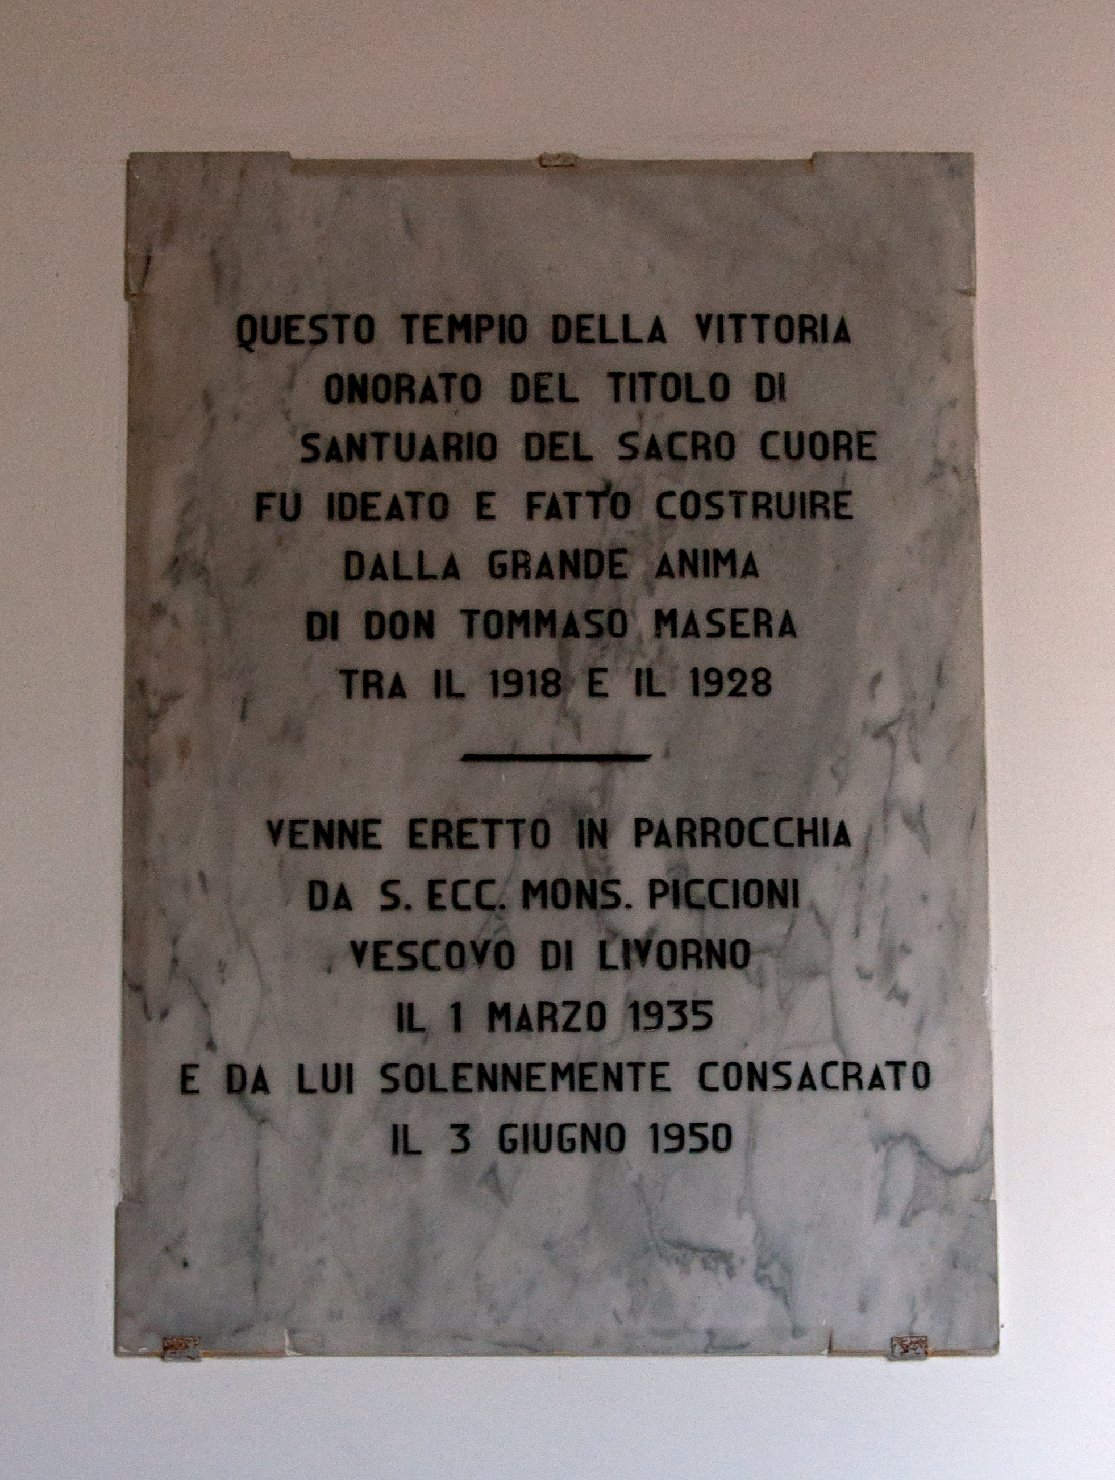 QUESTO TEMPIO DELLA VITTORIA
ONORATO DEL TITOLO DI
SANTUARIO DEL SACRO CUORE
FU IDEATO E FATTO COSTRUIRE
DALLA GRANDE ANIMA
DI DON TOMMASO MASERA
TRA IL 1918 E IL 1928
VENNE ERETTO IN PARROCCHIA
DA S. ECC. MONS. PICCIONI
VESCOVO DI LIVORNO
IL 1 MARZO 1935
E DA LUI SOLENNEMENTE CONSACRATO
IL 3 GIUGNO 1950